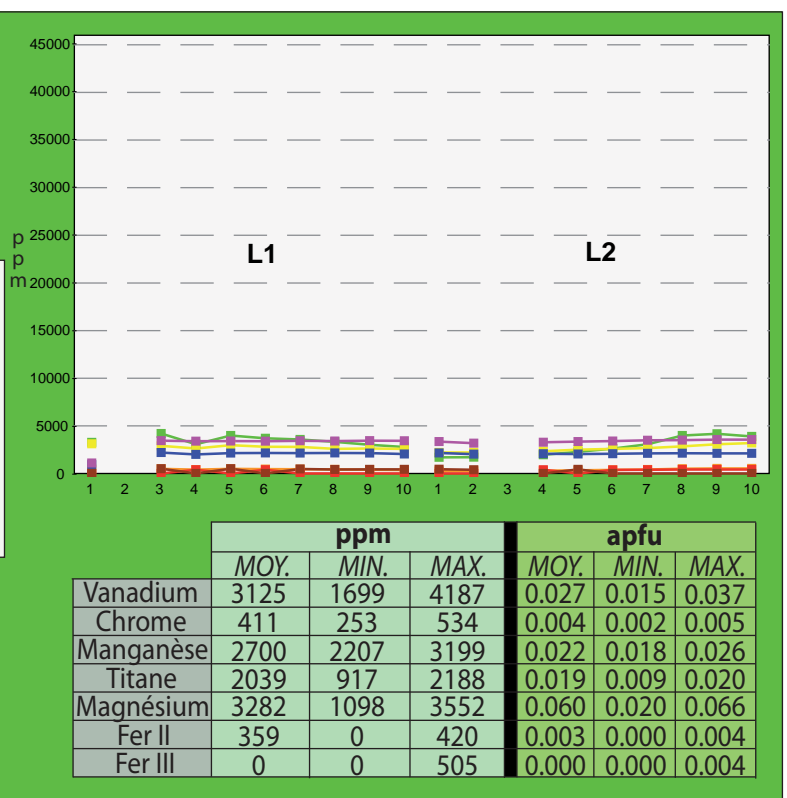 45000
40000
35000
30000
25000
20000
15000
10000
5000
0
p
p
m
L1 L2
1 2 3 4 5 6 7 8 9 10 1 2 3 4 5 6 7 8 9 10
ppm apfu
MOY. MIN. MAX. MOY. MIN. MAX.
Vanadium 3125 1699 4187 0.027 0.015 0.037
Chrome 411 253 534 0.004 0.002 0.005
Manganèse 2700 2207 3199 0.022 0.018 0.026
Titane 2039 917 2188 0.019 0.009 0.020
Magnésium 3282 1098 3552 0.060 0.020 0.066
Fer II 359 0 420 0.003 0.000 0.004
Fer III 0 0 505 0.000 0.000 0.004